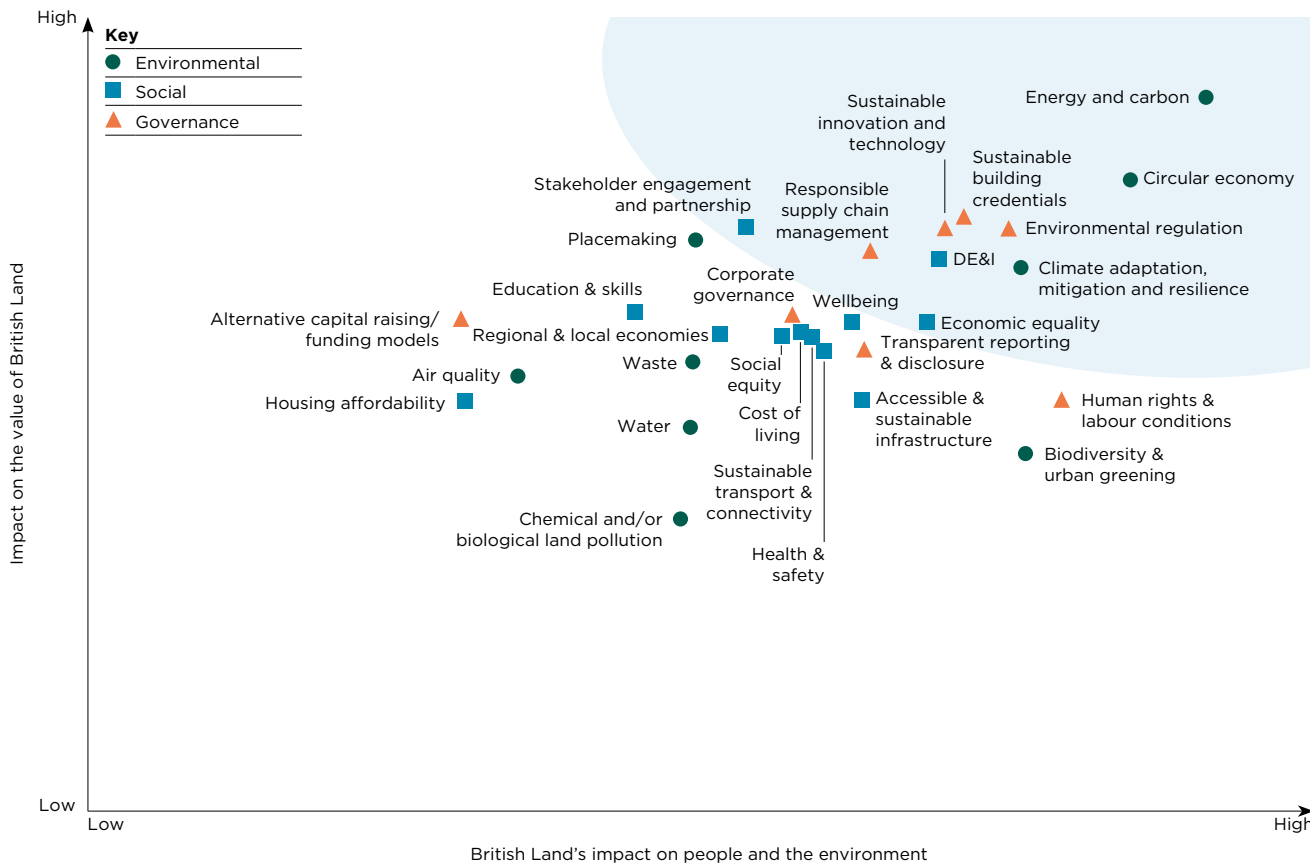 High
Key
Environmental
Social
Governance
Energy and carbon
Sustainable
innovation and
technology
Sustainable
building
credentials
Circular economy
Stakeholder engagement
and partnership
Responsible
supply chain
management
Environmental regulation
Placemaking
DE&I
Climate adaptation,
mitigation and resilience
Corporate
governance
Education & skills
Wellbeing
Alternative capital raising/
funding models
Regional & local economies
Economic equality
Transparent reporting
& disclosure
Waste
Social
equity
Air quality
Housing affordability
Cost of
living
Accessible &
sustainable
infrastructure
Human rights &
labour conditions
Water
Biodiversity &
urban greening
Sustainable
transport &
connectivity
Chemical and/or
biological land pollution
Health &
safety
Impact on the value of British Land
Low
Low
High
British Land's impact on people and the environment